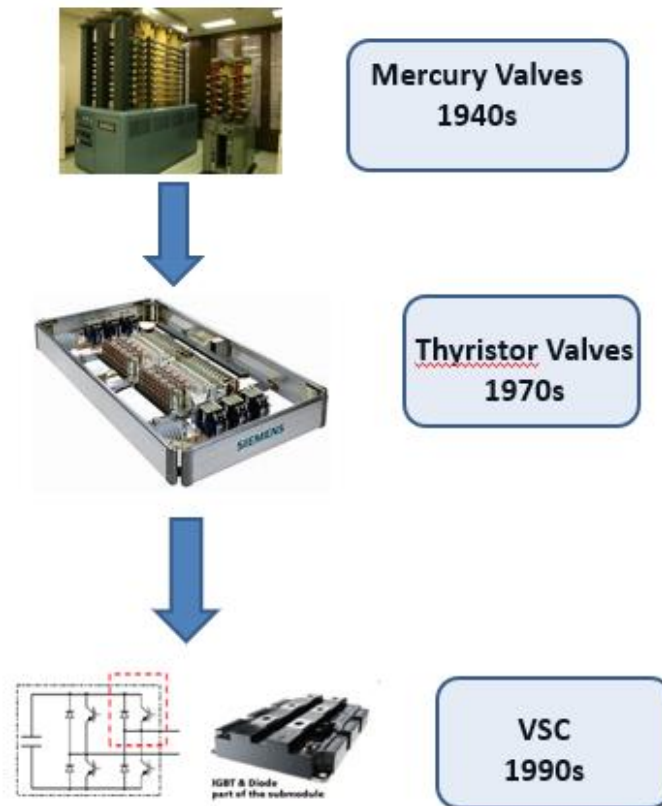 Mercury Valves
1940s
SIEMENS
Thyristor Valves
1970s
IGBT & Diode
part of the submodule
VSC
1990s